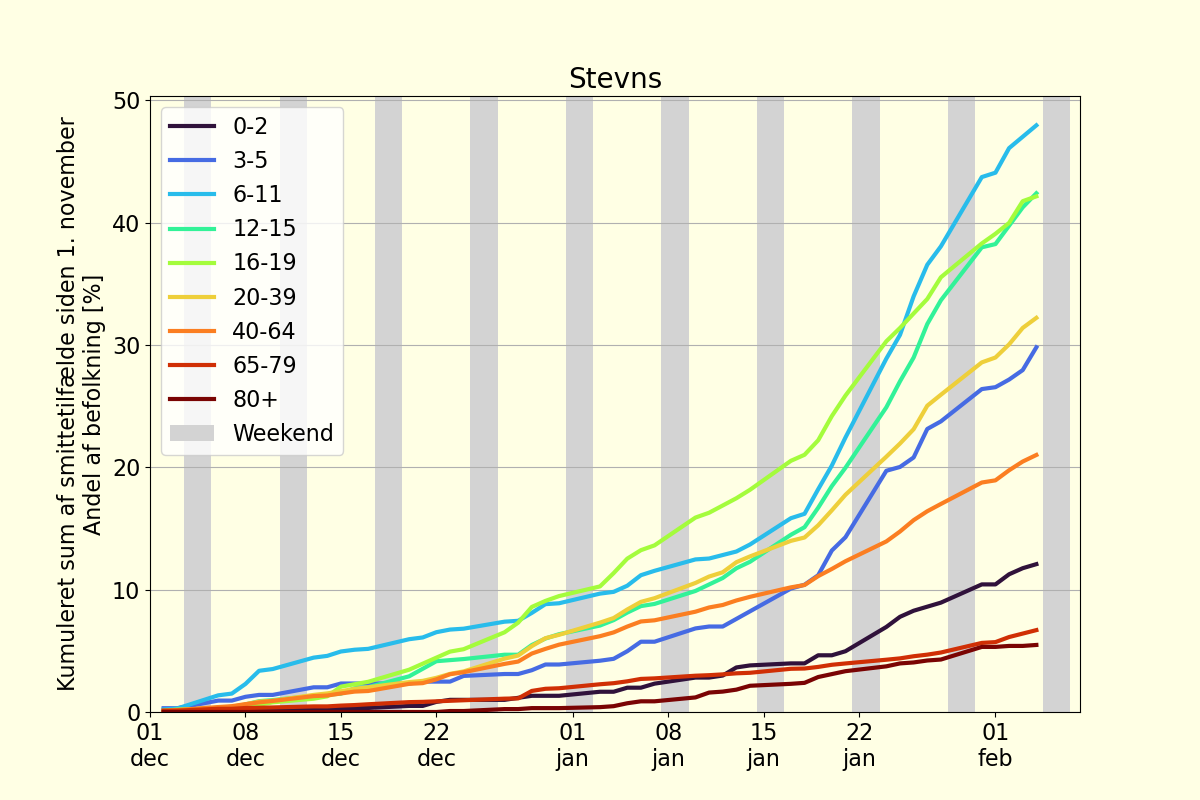 Stevns
Kumuleret sum af smittetilfælde siden 1. november
Andel af befolkning [%]
50
40
30
20
10
0
0-2
3-5
6-11
12-15
16-19
20-39
40-64
65-79
80+
Weekend
01
dec
08
dec
15
dec
22
dec
01
jan
08
jan
15
jan
22
jan
01
feb